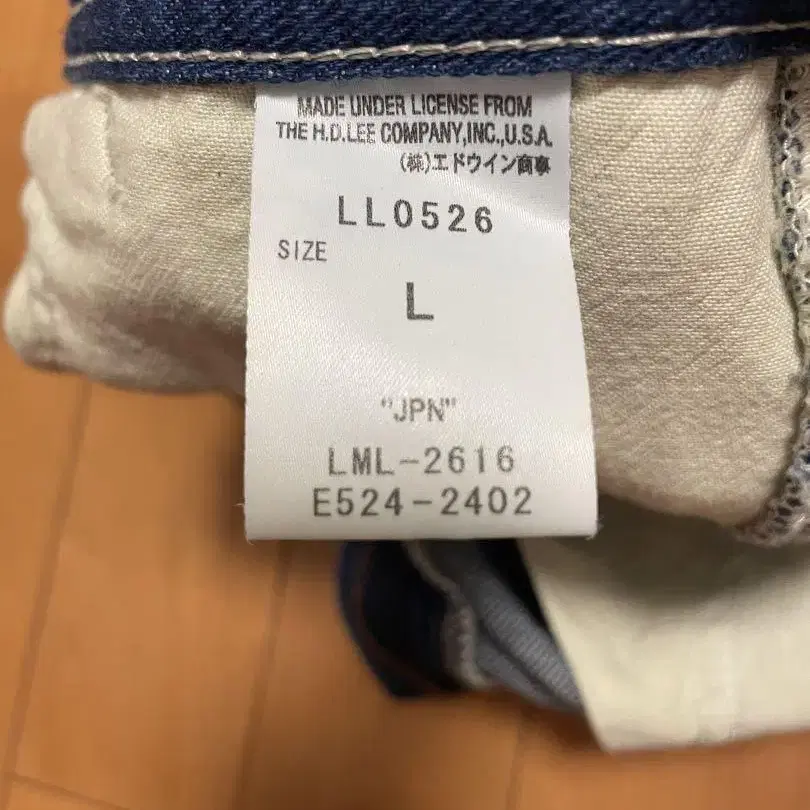 MADE UNDER LICENSE FROM
THE H.D.LEE COMPANY,INC.,U.S.A.
(株)エドウイン商事
LL0526
SIZE
L
"JPN"
LML-2616
E524-2402